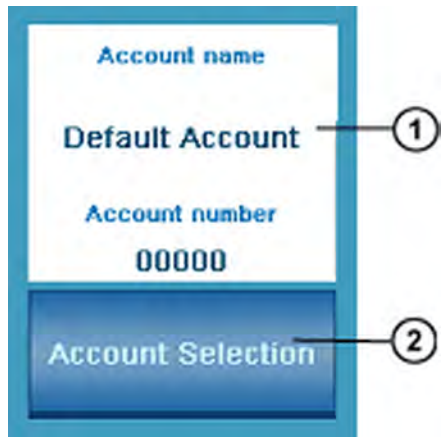 Account name
Default Account
1
Account number
00000
Account Selection
2